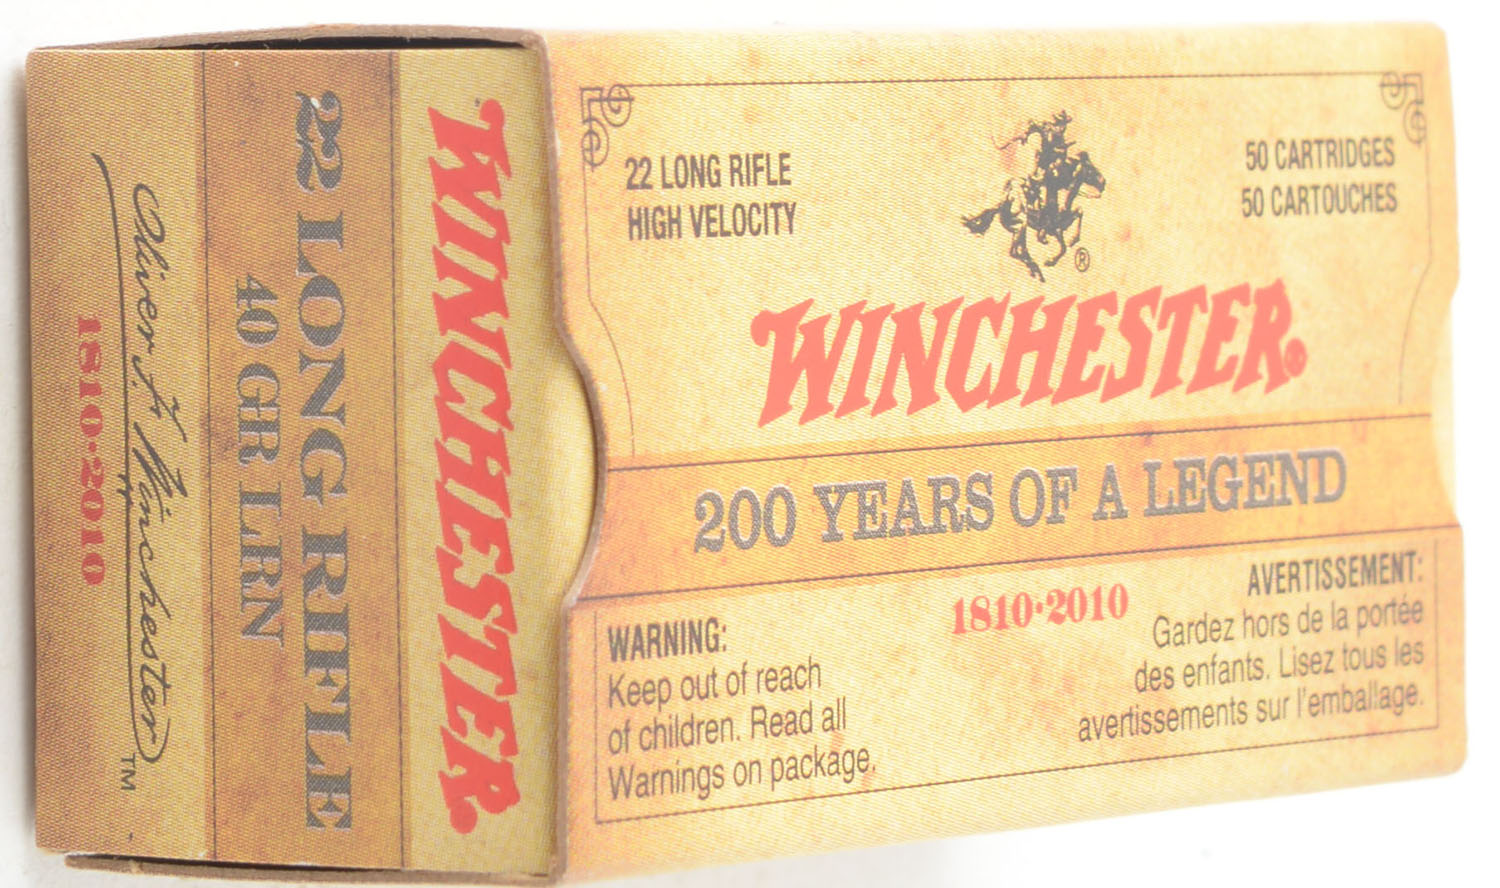 WINCHESTER
22 LONG RIFLE
40 GR LRN
Oliver F. Winchester
TM
1810•2010
22 LONG RIFLE
HIGH VELOCITY
50 CARTRIDGES
50 CARTOUCHES
®
WINCHESTER®
200 YEARS OF A LEGEND
1810•2010
WARNING:
Keep out of reach
of children. Read all
Warnings on package.
AVERTISSEMENT:
Gardez hors de la portée
des enfants. Lisez tous les
avertissements sur l'emballage.